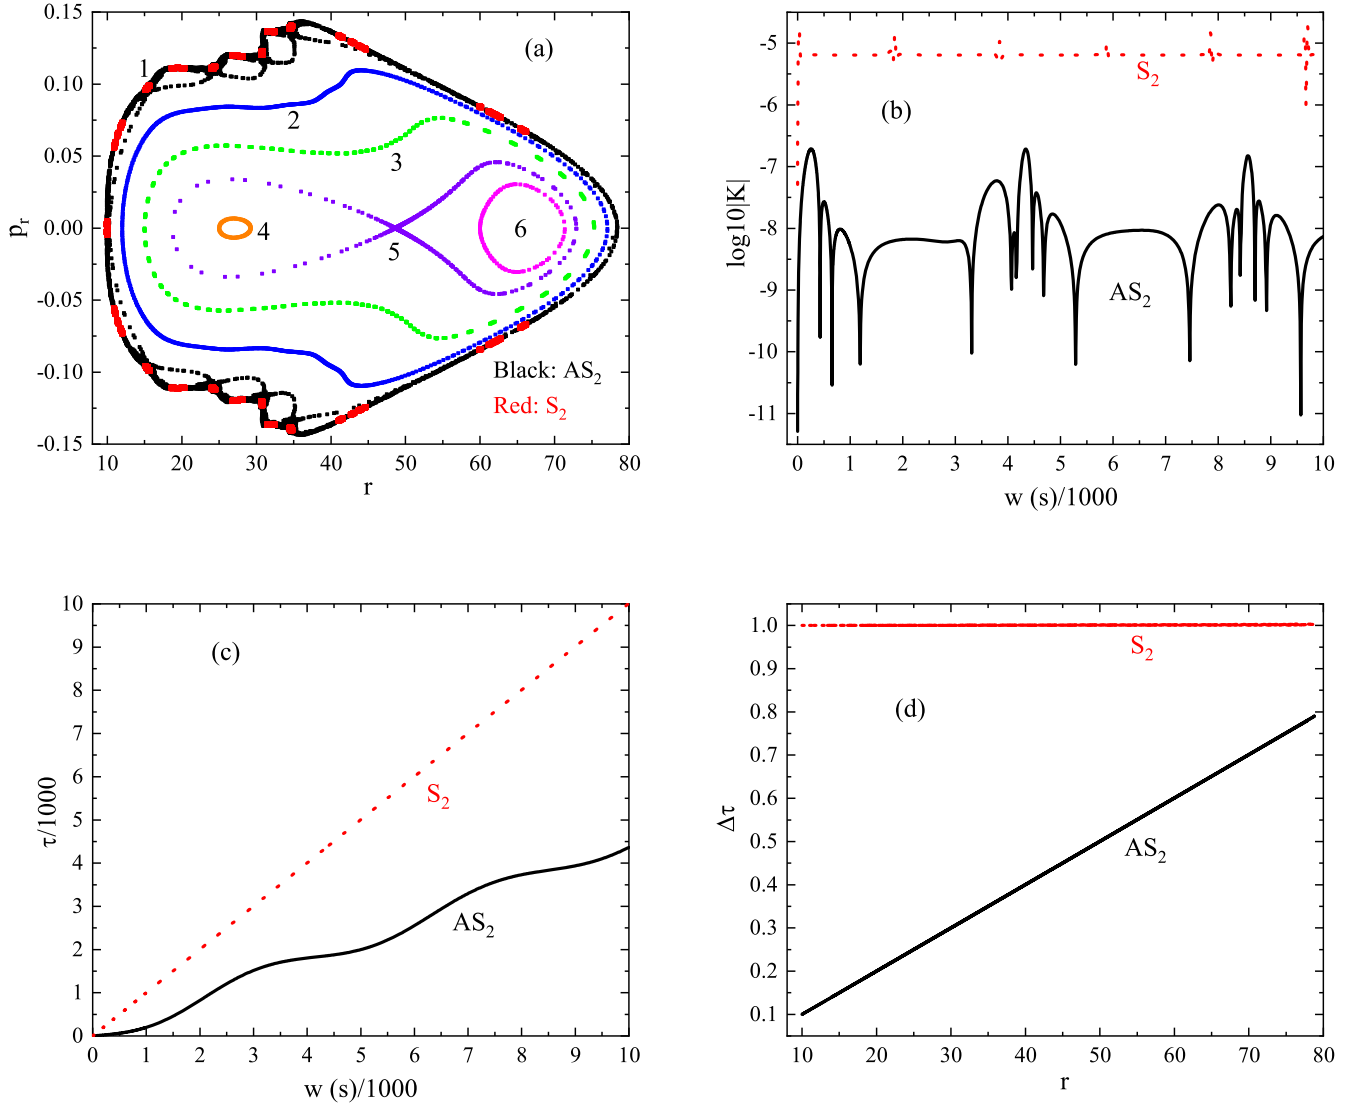 (a)
0.15
0.10
0.05
0.00
-0.05
-0.10
-0.15
p_r
1
2
3
4
5
6
Black: AS₂
Red: S₂
10 20 30 40 50 60 70 80
r
(b)
-5
-6
-7
-8
-9
-10
-11
log10|K|
S₂
AS₂
0 1 2 3 4 5 6 7 8 9 10
w (s)/1000
(c)
10
9
8
7
6
5
4
3
2
1
0
τ/1000
S₂
AS₂
0 1 2 3 4 5 6 7 8 9 10
w (s)/1000
(d)
1.0
0.9
0.8
0.7
0.6
0.5
0.4
0.3
0.2
0.1
Δτ
S₂
AS₂
10 20 30 40 50 60 70 80
r